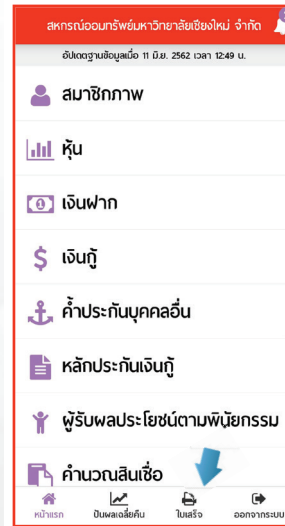 สหกรณ์ออมทรัพย์มหาวิทยาลัยเชียงใหม่ จำกัด
อัปเดตฐานข้อมูลเมื่อ 11 มิ.ย. 2562 เวลา 12:49 น.
สมาชิกภาพ
หุ้น
เงินฝาก
เงินกู้
ค้ำประกันบุคคลอื่น
หลักประกันเงินกู้
ผู้รับผลประโยชน์ตามพินัยกรรม
คำนวณสินเชื่อ
หน้าแรก ปันผลเฉลี่ยคืน ใบเสร็จ ออกจากระบบ